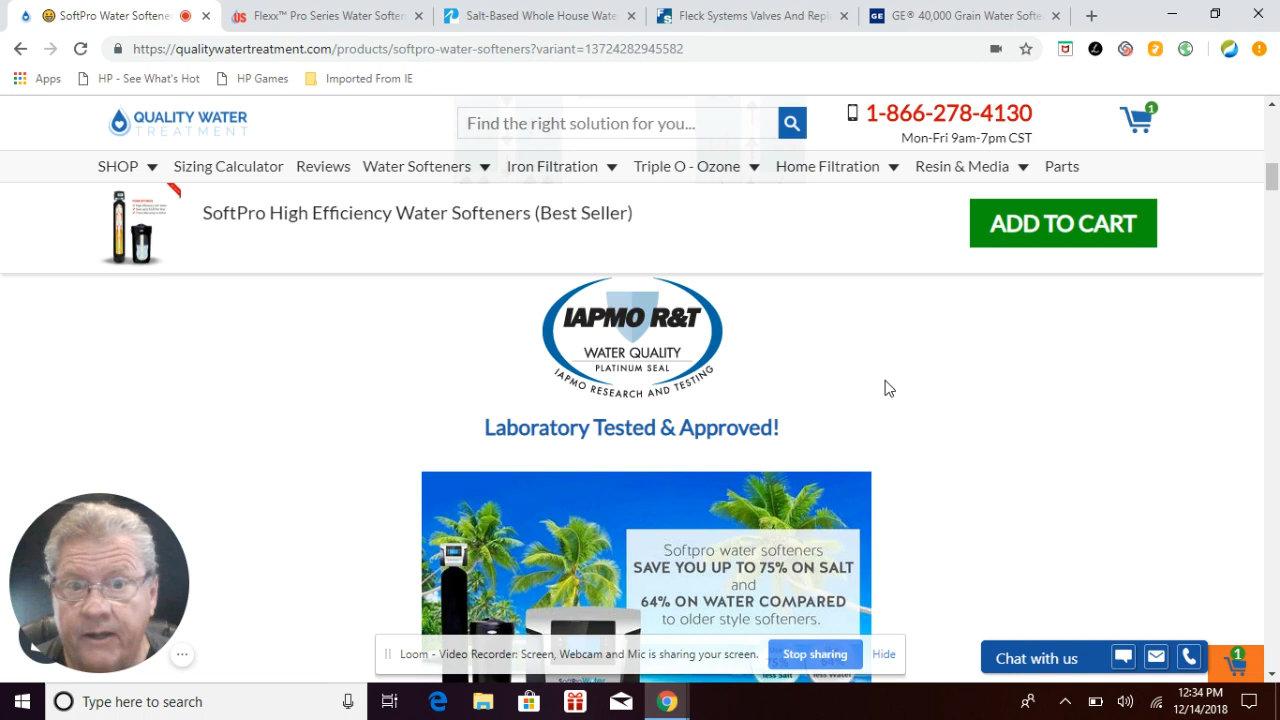 SoftPro Water Softene
Flexx™ Pro Series Water Softer
Salt-Based Whole House Wate
Fleck Systems Valves And Repl
GE® 40,000 Grain Water Softe
https://qualitywatertreatment.com/products/softpro-water-softeners?variant=13724282945582
Apps
HP - See What's Hot
HP Games
Imported From IE
QUALITY WATER
TREATMENT
Find the right solution for you...
1-866-278-4130
Mon-Fri 9am-7pm CST
1
SHOP
Sizing Calculator
Reviews
Water Softeners
Iron Filtration
Triple O - Ozone
Home Filtration
Resin & Media
Parts
SoftPro High Efficiency Water Softeners (Best Seller)
ADD TO CART
IAPMO R&T
WATER QUALITY
PLATINUM SEAL
IAPMO RESEARCH AND TESTING
Laboratory Tested & Approved!
Softpro water softeners
SAVE YOU UP TO 75% ON SALT
and
64% ON WATER COMPARED
to older style softeners.
Loom - Video Recorder: Screen, Webcam and Mic is sharing your screen.
Stop sharing
Hide
75%
64%
less Salt
less Water
Chat with us
1
Type here to search
12:34 PM
12/14/2018